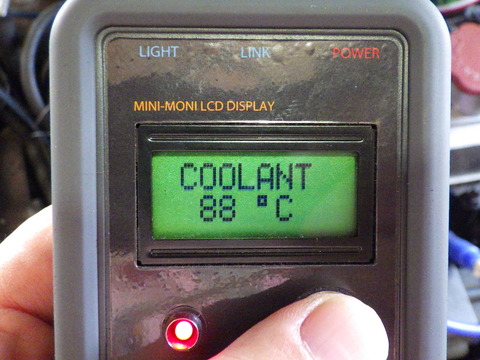 LIGHT LINK POWER
MINI-MONI LCD DISPLAY
COOLANT
88 °C